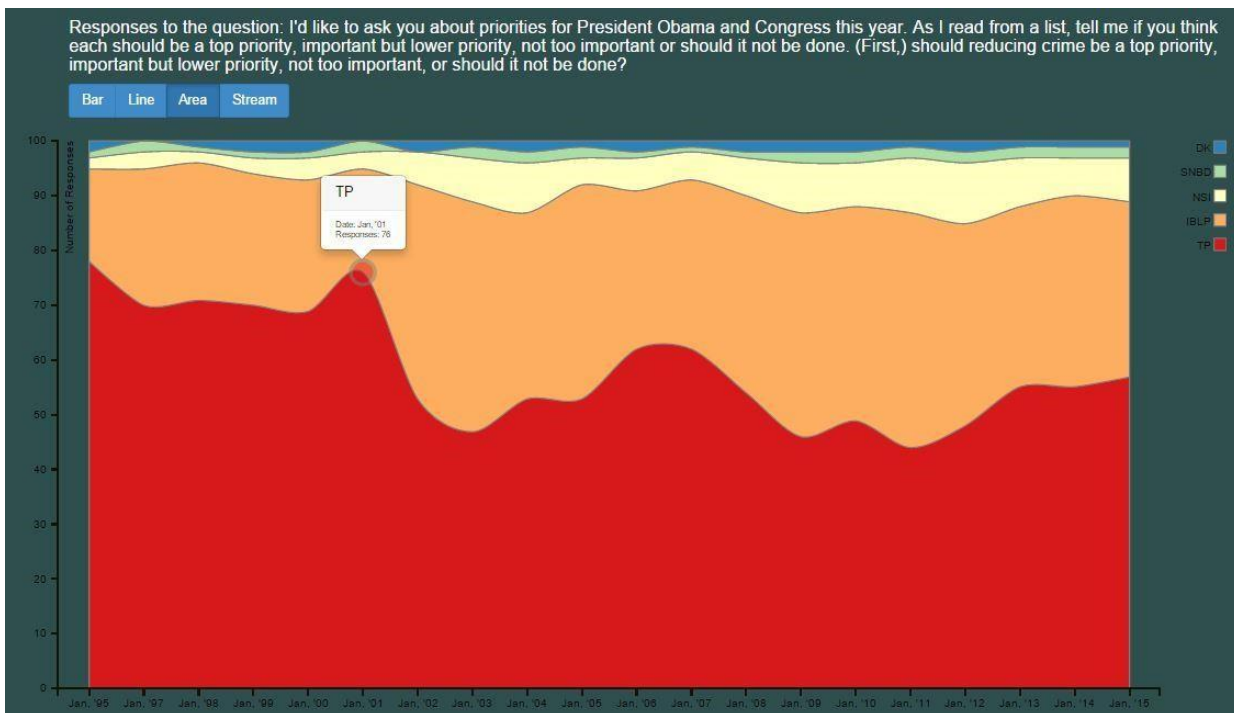 Responses to the question: I'd like to ask you about priorities for President Obama and Congress this year. As I read from a list, tell me if you think
each should be a top priority, important but lower priority, not too important or should it not be done. (First,) should reducing crime be a top priority,
important but lower priority, not too important, or should it not be done?
Bar Line Area Stream
100
90
80
70
60
50
40
30
20
10
0
Number of Responses
TP
Date: Jan, '01
Responses: 76
DK
SNBD
NSI
IBLP
TP
Jan, '95 Jan, '97 Jan, '98 Jan, '99 Jan, '00 Jan, '01 Jan, '02 Jan, '03 Jan, '04 Jan, '05 Jan, '06 Jan, '07 Jan, '08 Jan, '09 Jan, '10 Jan, '11 Jan, '12 Jan, '13 Jan, '14 Jan, '15